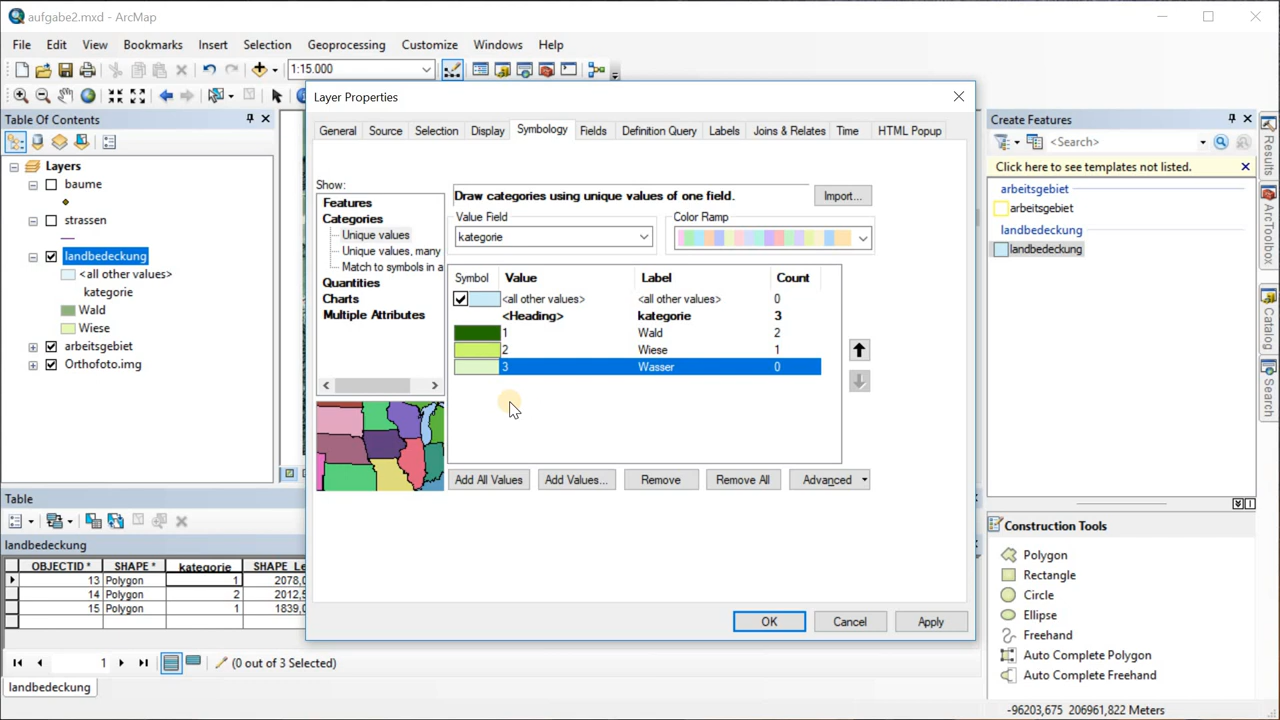 aufgabe2.mxd - ArcMap
File Edit View Bookmarks Insert Selection Geoprocessing Customize Windows Help
1:15.000
Table Of Contents
Layers
baume
strassen
landbedeckung
<all other values>
kategorie
Wald
Wiese
arbeitsgebiet
Orthofoto.img
Layer Properties
General Source Selection Display Symbology Fields Definition Query Labels Joins & Relates Time HTML Popup
Show:
Features
Categories
Unique values
Unique values, many
Match to symbols in a
Quantities
Charts
Multiple Attributes
Draw categories using unique values of one field.
Import...
Value Field
kategorie
Color Ramp
Symbol Value Label Count
<all other values> <all other values> 0
<Heading> kategorie 3
1 Wald 2
2 Wiese 1
3 Wasser 0
Add All Values Add Values... Remove Remove All Advanced
OK Cancel Apply
Create Features
<Search>
Click here to see templates not listed.
arbeitsgebiet
arbeitsgebiet
landbedeckung
landbedeckung
Construction Tools
Polygon
Rectangle
Circle
Ellipse
Freehand
Auto Complete Polygon
Auto Complete Freehand
Results
ArcToolbox
Catalog
Search
Table
landbedeckung
OBJECTID * SHAPE * kategorie SHAPE_Le
13 Polygon 1 2078,0
14 Polygon 2 2012,5
15 Polygon 1 1839,0
1 (0 out of 3 Selected)
landbedeckung
-96203,675 206961,822 Meters